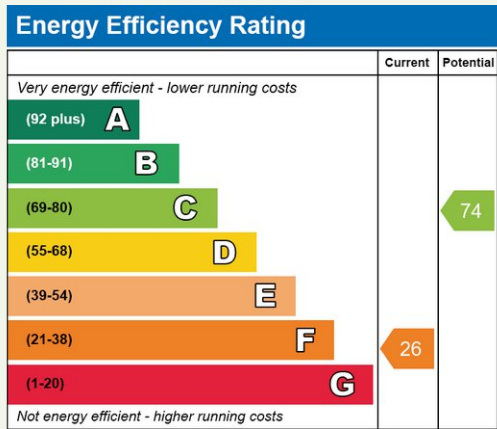 Energy Efficiency Rating
Current Potential
Very energy efficient - lower running costs
(92 plus) A
(81-91) B
(69-80) C
74
(55-68) D
(39-54) E
(21-38) F
26
(1-20) G
Not energy efficient - higher running costs